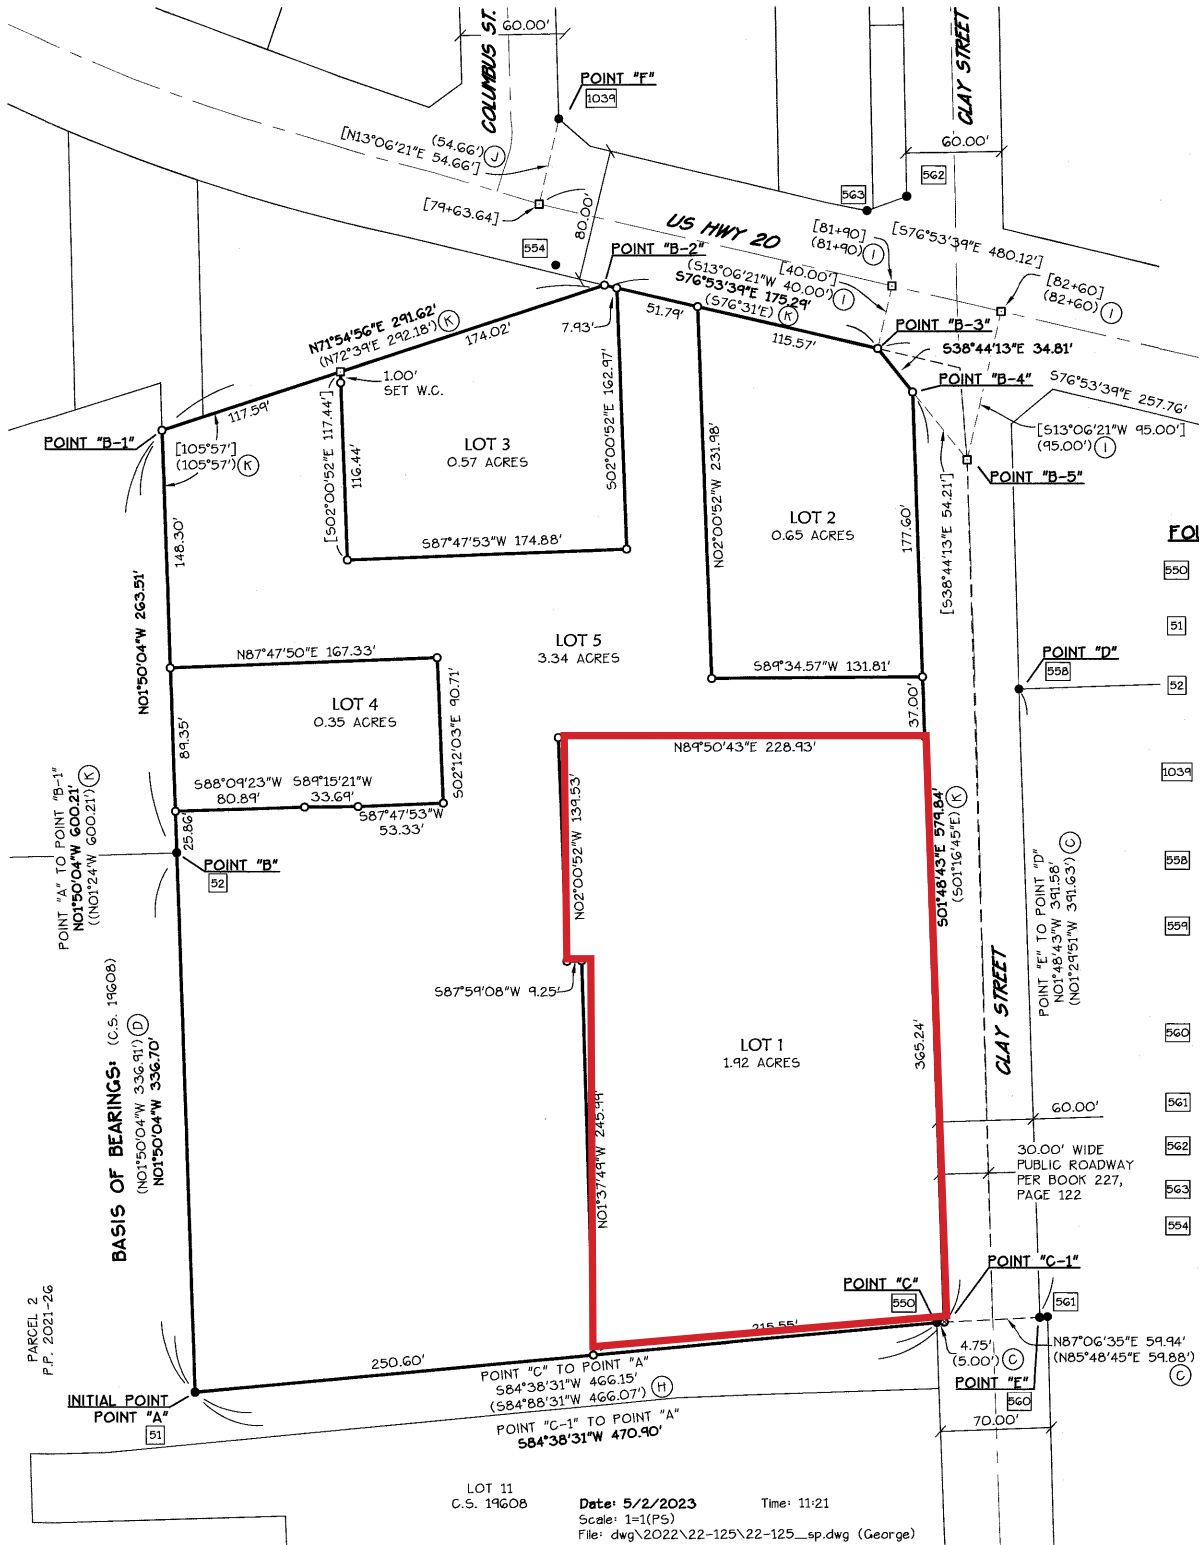 60.00'
COLUMBUS ST.
CLAY STREET
POINT "F"
1039
[N13°06'21"E 54.66']
(54.66') J
60.00'
562
563
[79+63.64]
80.00'
US HWY 20
[81+90]
(81+90) I
[S76°53'39"E 480.12']
554
POINT "B-2"
[40.00']
(S13°06'21"W 40.00') I
[82+60]
(82+60) I
S76°53'39"E 175.29'
(S76°31'E) K
N71°54'56"E 291.62'
(N72°39'E 292.18') K
174.02'
7.93'
51.79'
115.57'
POINT "B-3"
S38°44'13"E 34.81'
1.00'
SET W.C.
POINT "B-4"
S76°53'39"E 257.76'
117.59'
POINT "B-1"
[105°57']
(105°57') K
[S02°00'52"E 117.44']
116.44'
LOT 3
0.57 ACRES
S02°00'52"E 162.97'
[S13°06'21"W 95.00']
(95.00') I
POINT "B-5"
N02°00'52"W 231.98'
LOT 2
0.65 ACRES
177.60'
[S38°44'13"E 54.21']
148.30'
S87°47'53"W 174.88'
FOU
550
N01°50'04"W 263.51'
51
LOT 5
3.34 ACRES
N87°47'50"E 167.33'
S89°34.57"W 131.81'
POINT "D"
558
52
LOT 4
0.35 ACRES
S02°12'03"E 90.71'
37.00'
89.35'
N89°50'43"E 228.93'
S88°09'23"W
80.89'
S89°15'21"W
33.69'
S87°47'53"W
53.33'
1039
N02°00'52"W 139.53'
S01°48'43"E 579.84'
(S01°16'45"E) K
25.86'
POINT "B"
52
POINT "A" TO POINT "B-1"
N01°50'04"W 600.21'
((N01°24'W 600.21') K
558
POINT "E" TO POINT "D"
N01°48'43"W 391.58'
(N01°29'51"W 391.63') C
559
S87°59'08"W 9.25'
CLAY STREET
BASIS OF BEARINGS: (C.S. 19608)
(N01°50'04"W 336.91') D
N01°50'04"W 336.70'
LOT 1
1.92 ACRES
365.24'
560
N01°37'49"W 245.99'
60.00'
561
30.00' WIDE
PUBLIC ROADWAY
PER BOOK 227,
PAGE 122
562
563
554
POINT "C-1"
POINT "C"
550
561
PARCEL 2
P.P. 2021-26
215.55'
4.75'
(5.00') C
N87°06'35"E 59.94'
(N85°48'45"E 59.88')
C
250.60'
POINT "C" TO POINT "A"
S84°38'31"W 466.15'
(S84°88'31"W 466.07') H
POINT "E"
560
INITIAL POINT
POINT "A"
51
POINT "C-1" TO POINT "A"
S84°38'31"W 470.90'
70.00'
LOT 11
C.S. 19608
Date: 5/2/2023 Time: 11:21
Scale: 1=1(PS)
File: dwg\2022\22-125\22-125_sp.dwg (George)